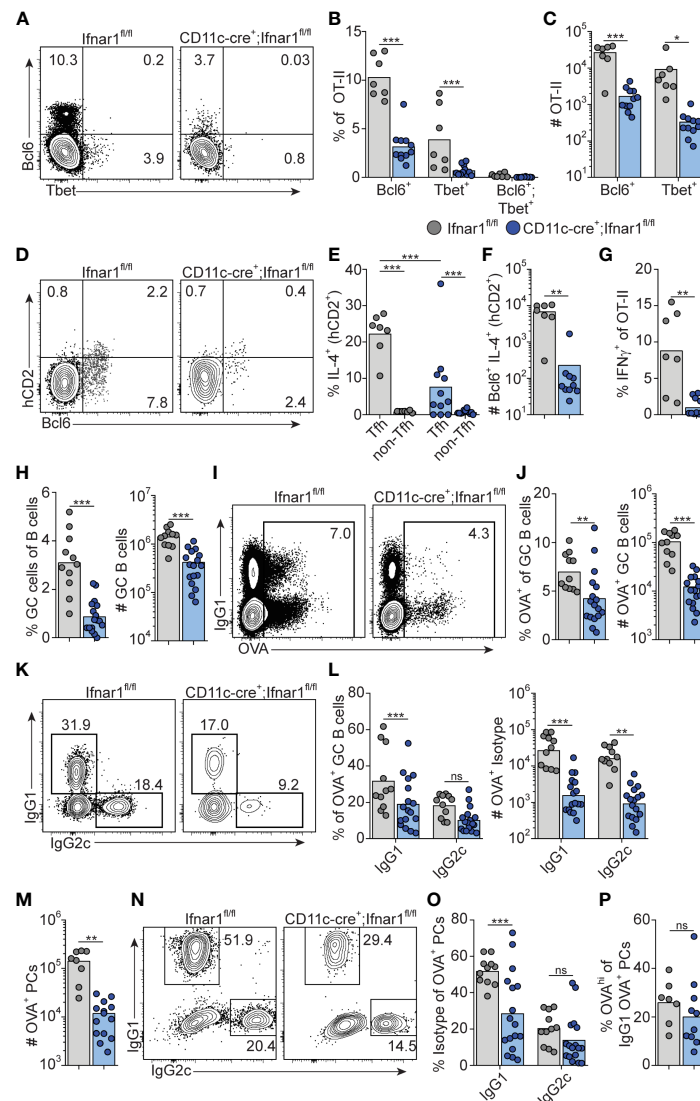 A
Ifnar1fl/fl
CD11c-cre+;Ifnar1fl/fl
10.3
0.2
3.7
0.03
3.9
0.8
Bcl6
Tbet
B
% of OT-II
15
10
5
0
***
***
Bcl6+
Tbet+
Bcl6+;
Tbet+
C
# OT-II
10^5
10^4
10^3
10^2
10^1
***
*
Bcl6+
Tbet+
Ifnar1fl/fl
CD11c-cre+;Ifnar1fl/fl
D
Ifnar1fl/fl
CD11c-cre+;Ifnar1fl/fl
0.8
2.2
0.7
0.4
7.8
2.4
hCD2
Bcl6
E
% IL-4+ (hCD2+)
40
30
20
10
0
***
***
***
Tfh
non-Tfh
Tfh
non-Tfh
F
# Bcl6+ IL-4+ (hCD2+)
10^5
10^4
10^3
10^2
10^1
**
G
% IFNγ+ of OT-II
20
15
10
5
0
**
H
% GC cells of B cells
6
4
2
0
***
# GC B cells
10^7
10^6
10^5
10^4
***
I
Ifnar1fl/fl
CD11c-cre+;Ifnar1fl/fl
7.0
4.3
IgG1
OVA
J
% OVA+ of GC B cells
20
10
5
0
**
# OVA+ GC B cells
10^6
10^5
10^4
10^3
***
K
Ifnar1fl/fl
CD11c-cre+;Ifnar1fl/fl
31.9
17.0
18.4
9.2
IgG1
IgG2c
L
% of OVA+ GC B cells
80
60
40
20
0
***
ns
IgG1
IgG2c
# OVA+ Isotype
10^6
10^5
10^4
10^3
10^2
***
**
IgG1
IgG2c
M
# OVA+ PCs
10^6
10^5
10^4
10^3
10^2
**
N
Ifnar1fl/fl
CD11c-cre+;Ifnar1fl/fl
51.9
29.4
20.4
14.5
IgG1
IgG2c
O
% Isotype of OVA+ PCs
80
60
40
20
0
***
ns
IgG1
IgG2c
P
% OVAhi of
IgG1 OVA+ PCs
60
40
20
0
ns